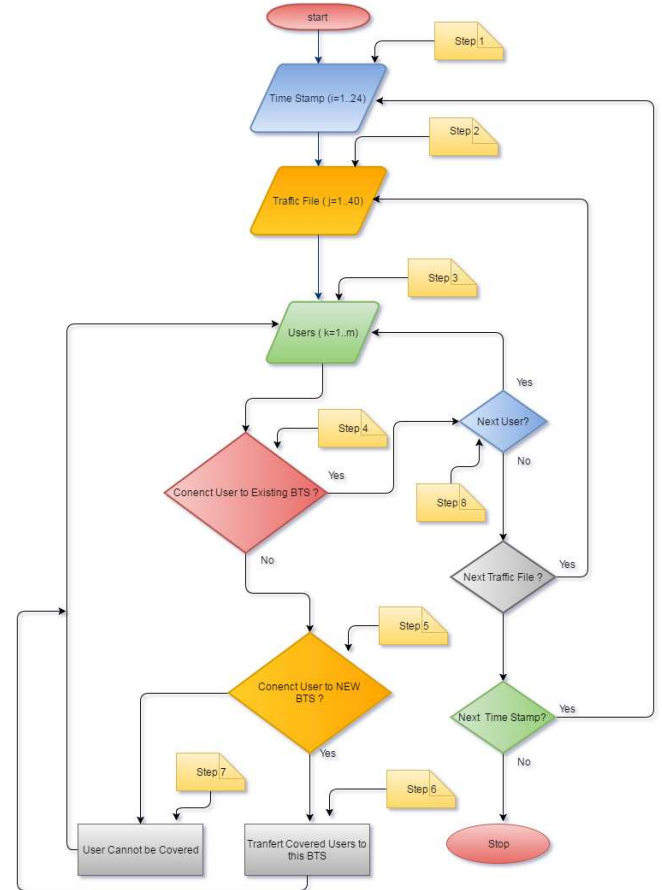 start
Step 1
Time Stamp (i=1..24)
Step 2
Traffic File ( j=1..40)
Step 3
Users ( k=1..m)
Yes
Step 4
Next User?
Yes
No
Conenct User to Existing BTS ?
Step 8
No
Next Traffic File ?
Yes
Step 5
Conenct User to NEW
BTS ?
Next Time Stamp?
Yes
Yes
No
Step 7
Step 6
User Cannot be Covered
Tranfert Covered Users to
this BTS
Stop